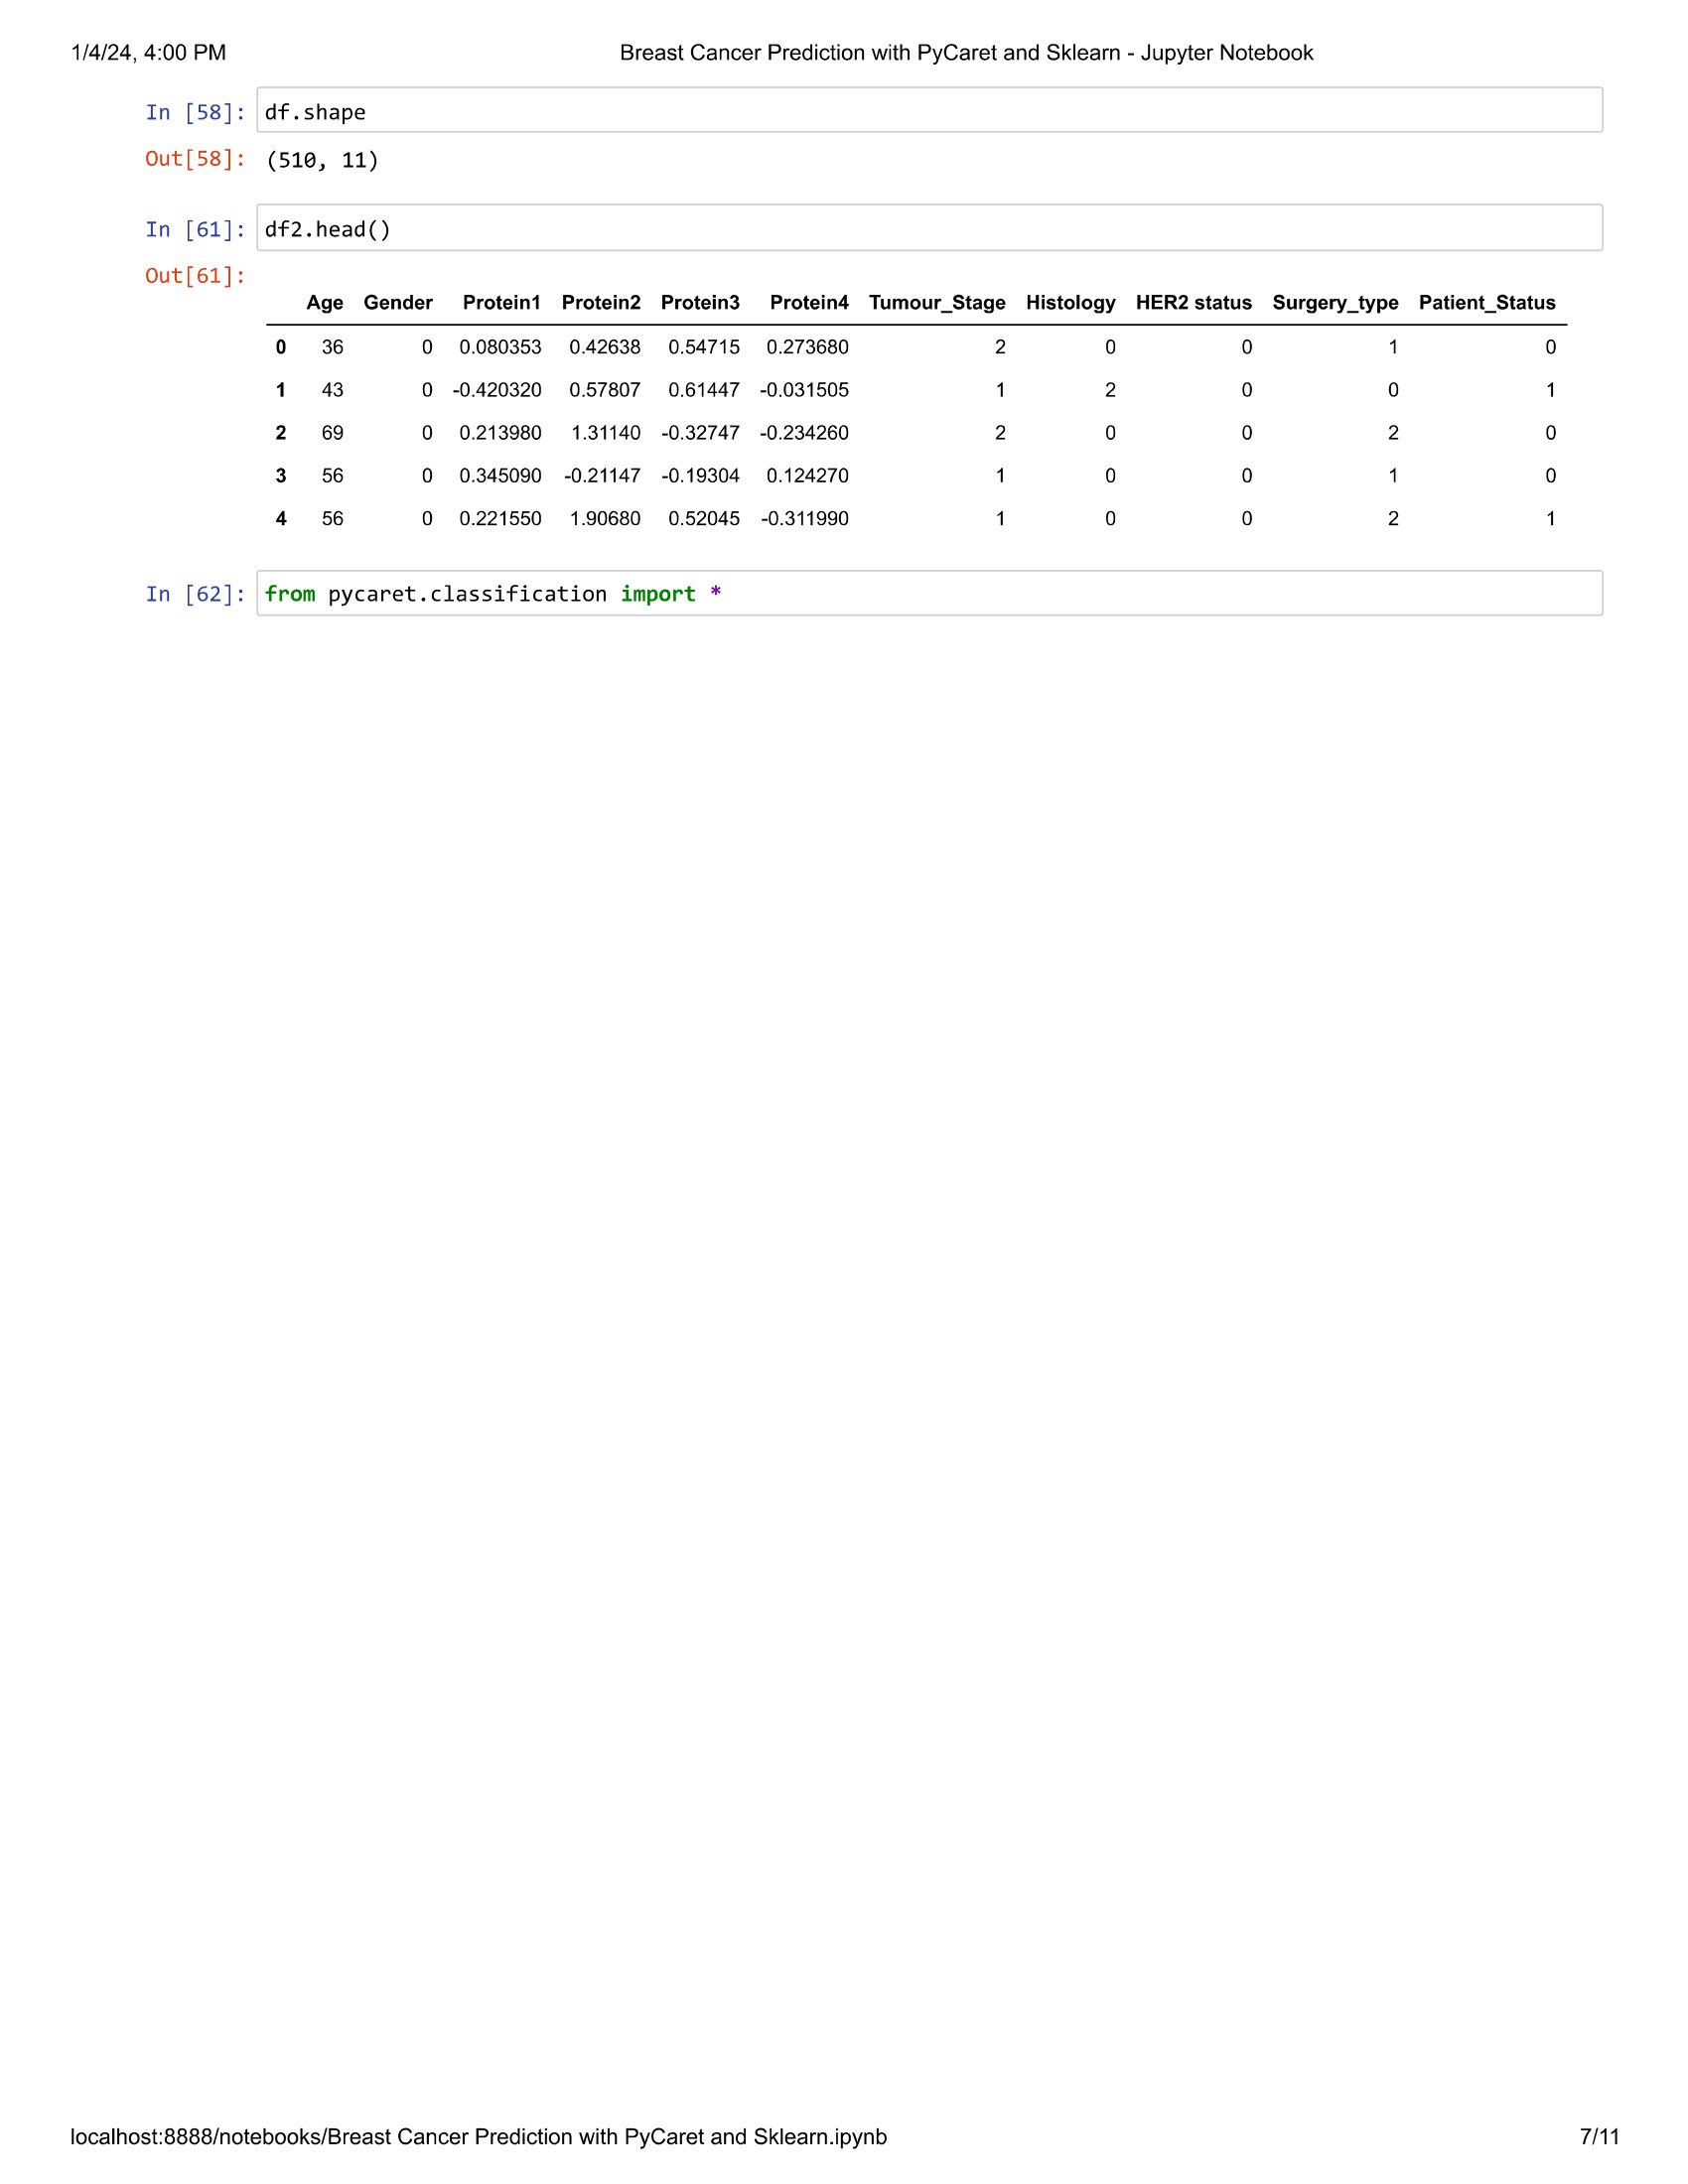 1/4/24, 4:00 PM Breast Cancer Prediction with PyCaret and Sklearn - Jupyter Notebook
In [58]: df.shape
Out[58]: (510, 11)
In [61]: df2.head()
Out[61]:
Age Gender Protein1 Protein2 Protein3 Protein4 Tumour_Stage Histology HER2 status Surgery_type Patient_Status
0 36 0 0.080353 0.42638 0.54715 0.273680 2 0 0 1 0
1 43 0 -0.420320 0.57807 0.61447 -0.031505 1 2 0 0 1
2 69 0 0.213980 1.31140 -0.32747 -0.234260 2 0 0 2 0
3 56 0 0.345090 -0.21147 -0.19304 0.124270 1 0 0 1 0
4 56 0 0.221550 1.90680 0.52045 -0.311990 1 0 0 2 1
In [62]: from pycaret.classification import *
localhost:8888/notebooks/Breast Cancer Prediction with PyCaret and Sklearn.ipynb 7/11